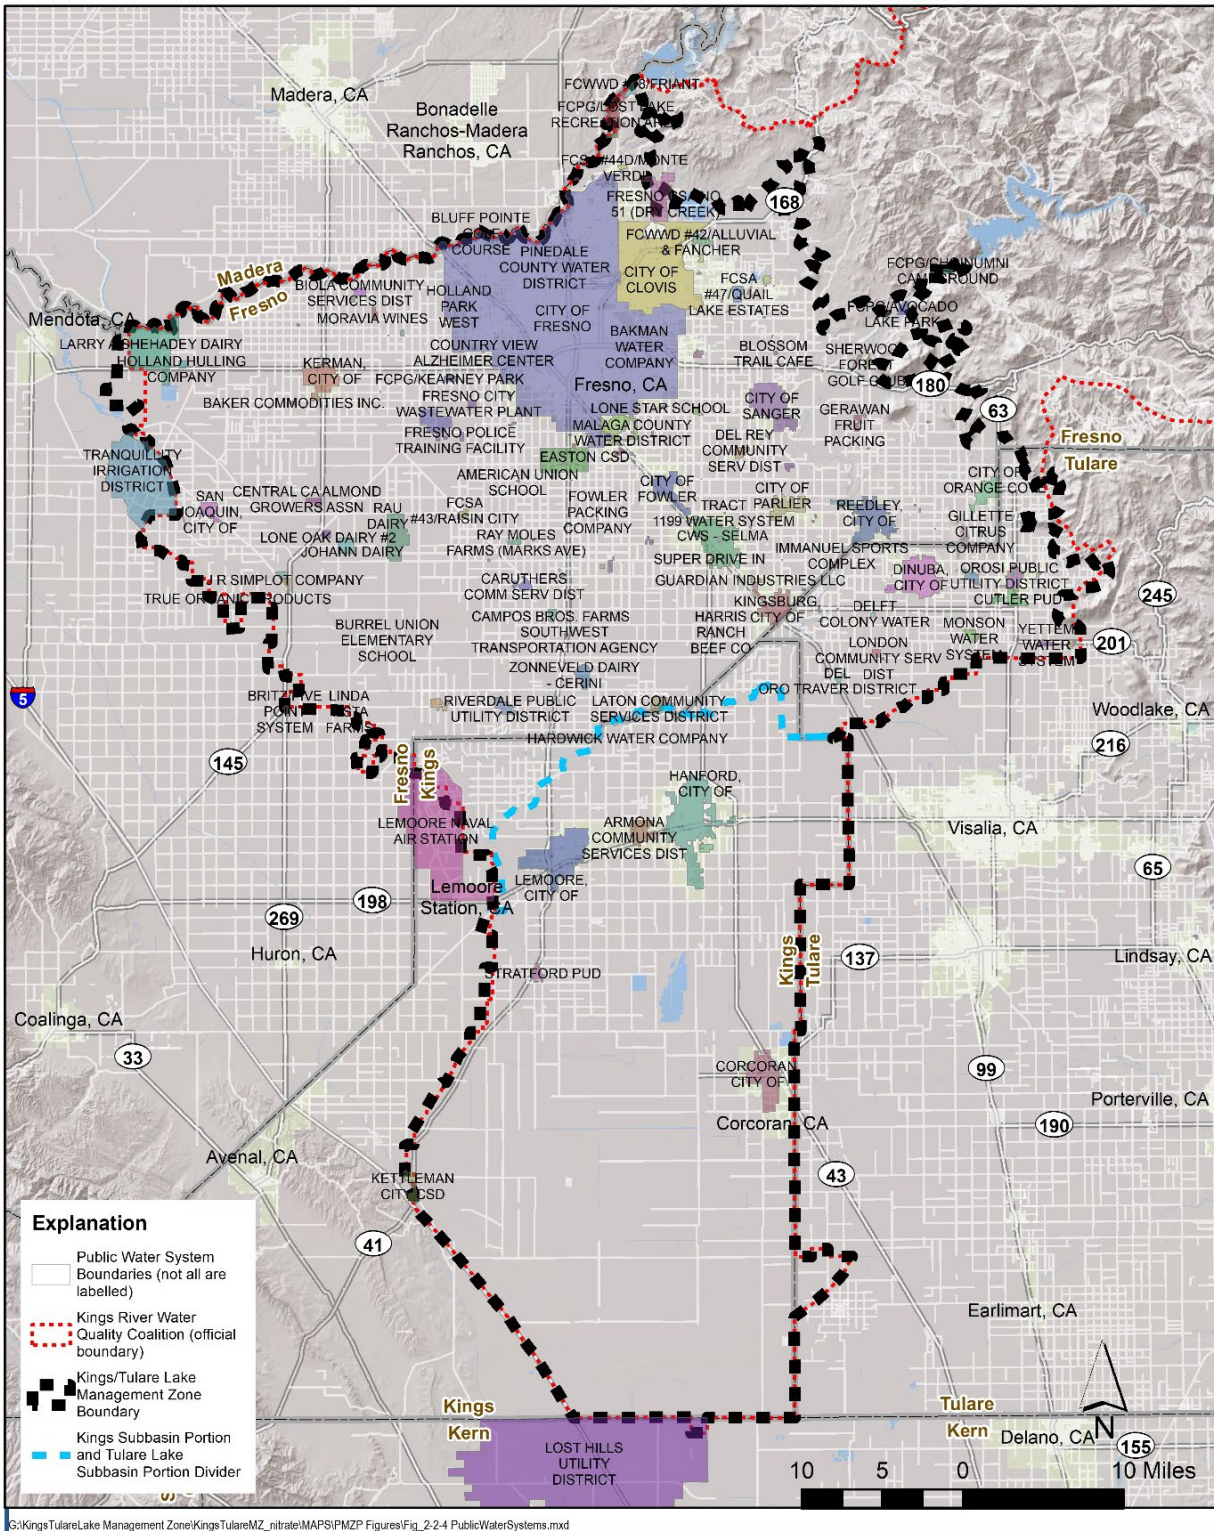 FCWWD #18/FRIANT
Madera, CA
Bonadelle
Ranchos-Madera
Ranchos, CA
FCPG/LOST LAKE
RECREATION AREA
FCSA #44D/MONTE
VERDI
FRESNO CSA NO
51 (DRY CREEK)
168
BLUFF POINTE
GOLF
COURSE
PINEDALE
COUNTY WATER
DISTRICT
FCWWD #42/ALLUVIAL
& FANCHER
CITY OF
CLOVIS
FCSA
#47/QUAIL
LAKE ESTATES
FCPG/CHOINUMNI
CAMPGROUND
FCPG/AVOCADO
LAKE PARK
Madera
Fresno
BIOLA COMMUNITY
SERVICES DIST
MORAVIA WINES
HOLLAND
PARK
WEST
CITY OF
FRESNO
BAKMAN
WATER
COMPANY
Mendota, CA
LARRY A SHEHADEY DAIRY
HOLLAND HULLING
COMPANY
COUNTRY VIEW
ALZHEIMER CENTER
BLOSSOM
TRAIL CAFE
SHERWOOD
FOREST
GOLF CLUB
180
KERMAN,
CITY OF
FCPG/KEARNEY PARK
Fresno, CA
BAKER COMMODITIES INC.
FRESNO CITY
WASTEWATER PLANT
FRESNO POLICE
TRAINING FACILITY
LONE STAR SCHOOL
MALAGA COUNTY
WATER DISTRICT
CITY OF
SANGER
GERAWAN
FRUIT
PACKING
63
Fresno
Tulare
245
TRANQUILLITY
IRRIGATION
DISTRICT
EASTON CSD
DEL REY
COMMUNITY
SERV DIST
AMERICAN UNION
SCHOOL
CITY OF
FOWLER
CITY OF
PARLIER
CITY OF
ORANGE COVE
SAN
JOAQUIN,
CITY OF
CENTRAL CA ALMOND
GROWERS ASSN
RAU
DAIRY
FCSA
#43/RAISIN CITY
FOWLER
PACKING
COMPANY
TRACT
1199 WATER SYSTEM
CWS - SELMA
REEDLEY,
CITY OF
GILLETTE
CITRUS
COMPANY
LONE OAK DAIRY #2
JOHANN DAIRY
RAY MOLES
FARMS (MARKS AVE)
SUPER DRIVE IN
IMMANUEL SPORTS
COMPLEX
J R SIMPLOT COMPANY
TRUE ORGANIC PRODUCTS
CARUTHERS
COMM SERV DIST
GUARDIAN INDUSTRIES LLC
DINUBA,
CITY OF
OROSI PUBLIC
UTILITY DISTRICT
CUTLER PUD
BURREL UNION
ELEMENTARY
SCHOOL
CAMPOS BROS. FARMS
SOUTHWEST
TRANSPORTATION AGENCY
HARRIS
RANCH
BEEF CO
KINGSBURG,
CITY OF
DELFT
COLONY WATER
MONSON
WATER
SYSTEM
YETTEM
WATER
SYSTEM
201
LONDON
COMMUNITY SERV
DIST
ZONNEVELD DAIRY
- CERINI
DEL
ORO TRAVER DISTRICT
5
BRITZ/FIVE
POINT
SYSTEM
LINDA
VISTA
FARMS
RIVERDALE PUBLIC
UTILITY DISTRICT
LATON COMMUNITY
SERVICES DISTRICT
Woodlake, CA
216
HARDWICK WATER COMPANY
145
Fresno
Kings
HANFORD,
CITY OF
LEMOORE NAVAL
AIR STATION
ARMONA
COMMUNITY
SERVICES DIST
Visalia, CA
65
LEMOORE,
CITY OF
Lemoore
Station, CA
198
269
Huron, CA
STRATFORD PUD
Kings
Tulare
137
Lindsay, CA
Coalinga, CA
33
CORCORAN,
CITY OF
99
Corcoran, CA
Porterville, CA
190
Avenal, CA
KETTLEMAN
CITY CSD
43
41
Earlimart, CA
Kings
Kern
Tulare
Kern
Delano, CA
155
LOST HILLS
UTILITY
DISTRICT
N
10 5 0 10 Miles
Explanation
Public Water System
Boundaries (not all are
labelled)
Kings River Water
Quality Coalition (official
boundary)
Kings/Tulare Lake
Management Zone
Boundary
Kings Subbasin Portion
and Tulare Lake
Subbasin Portion Divider
G:\KingsTulareLake Management Zone\KingsTulareMZ_nitrate\MAPS\PMZP Figures\Fig_2-2-4 PublicWaterSystems.mxd